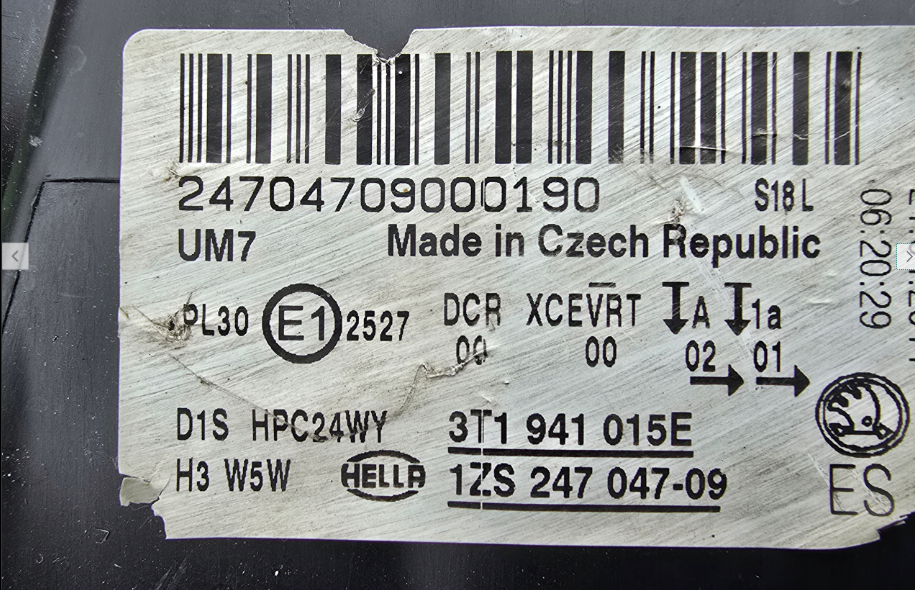 24704709000190 S18 L
UM7 Made in Czech Republic
PL30 E1 2527 DCR XCEVRT A 1a
00 00 02 01
D1S HPC24WY 3T1 941 015E
H3 W5W HELLA 1ZS 247 047-09
ES
06:20:29